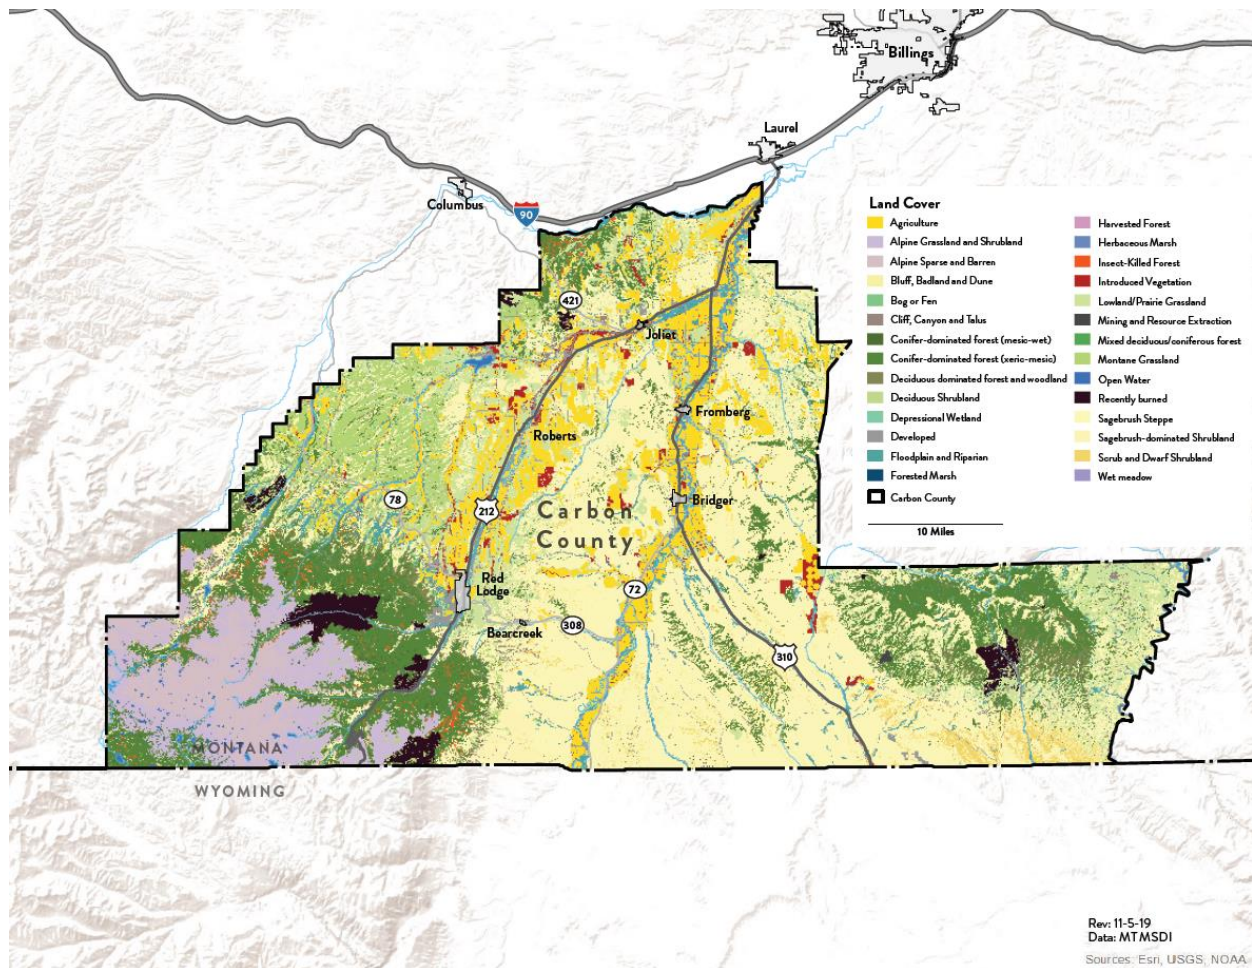 Billings
Laurel
Columbus
90
Land Cover
Agriculture
Alpine Grassland and Shrubland
Alpine Sparse and Barren
Bluff, Badland and Dune
Bog or Fen
Cliff, Canyon and Talus
Conifer-dominated forest (mesic-wet)
Conifer-dominated forest (xeric-mesic)
Deciduous dominated forest and woodland
Deciduous Shrubland
Depressional Wetland
Developed
Floodplain and Riparian
Forested Marsh
Carbon County
Harvested Forest
Herbaceous Marsh
Insect-Killed Forest
Introduced Vegetation
Lowland/Prairie Grassland
Mining and Resource Extraction
Mixed deciduous/coniferous forest
Montane Grassland
Open Water
Recently burned
Sagebrush Steppe
Sagebrush-dominated Shrubland
Scrub and Dwarf Shrubland
Wet meadow
10 Miles
421
Joliet
Fromberg
Roberts
78
212
Bridger
Carbon
County
Red
Lodge
72
Bearcreek
308
310
MONTANA
WYOMING
Rev: 11-5-19
Data: MTMSDI
Sources: Esri, USGS, NOAA